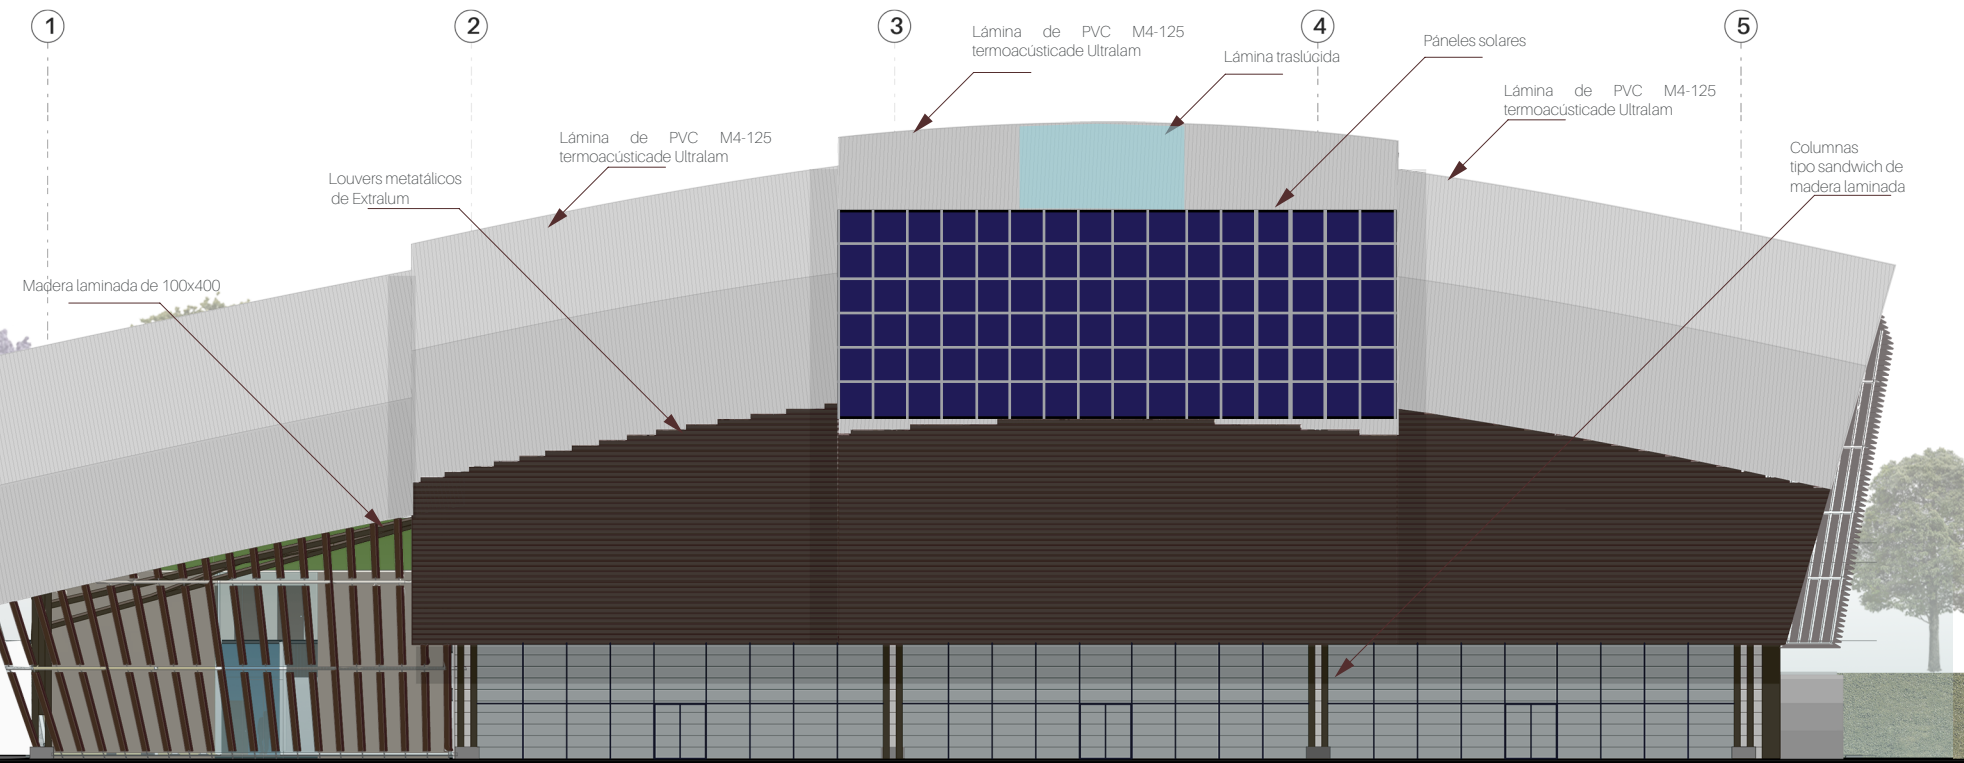 1
2
3
4
5
Lámina de PVC M4-125
termoacústicade Ultralam
Lámina traslúcida
Páneles solares
Lámina de PVC M4-125
termoacústicade Ultralam
Lámina de PVC M4-125
termoacústicade Ultralam
Columnas
tipo sandwich de
madera laminada
Louvers metatálicos
de Extralum
Madera laminada de 100x400